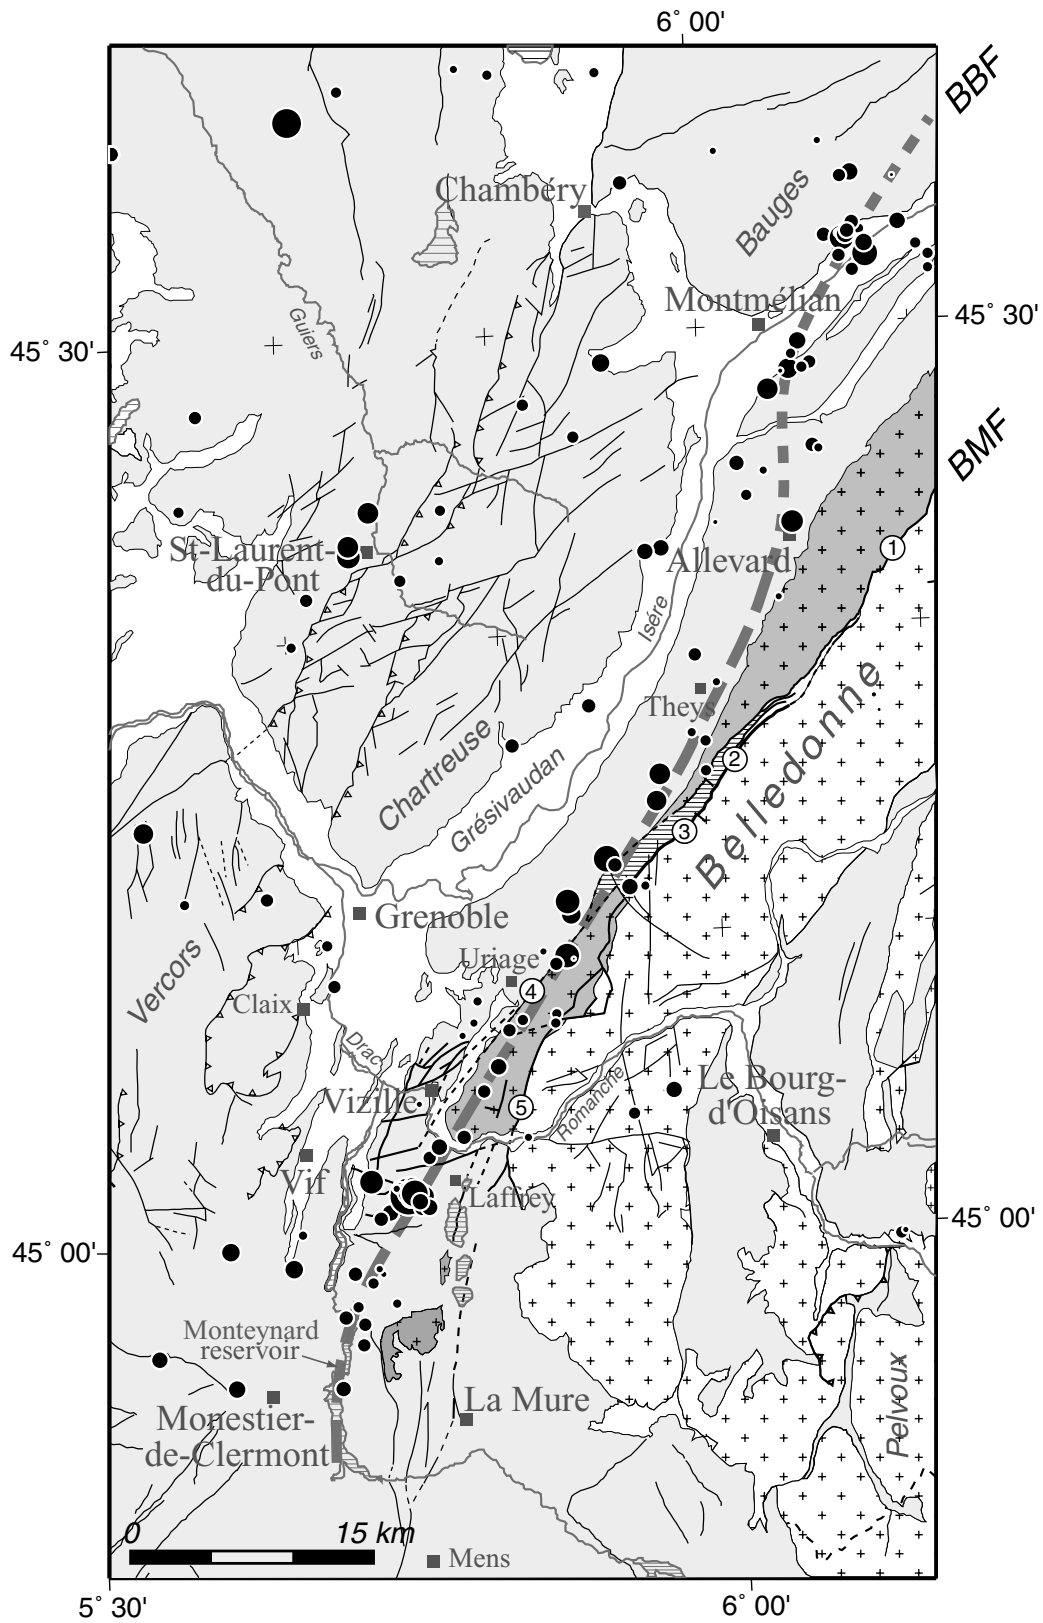 6° 00'
BBF
Chambéry
Bauges
Montmélian
45° 30'
Guiers
45° 30'
BMF
1
St-Laurent-
du-Pont
Allevard
Isére
Theys
Belledonne
2
Chartreuse
Grésivaudan
3
Grenoble
Vercors
Uriage
4
Claix
Drac
Vizille
5
Romanche
Le Bourg-
d'Oisans
Vif
Laffrey
45° 00'
45° 00'
Monteynard
reservoir
Pelvoux
Monestier-
de-Clermont
La Mure
0 15 km
Mens
5° 30'
6° 00'